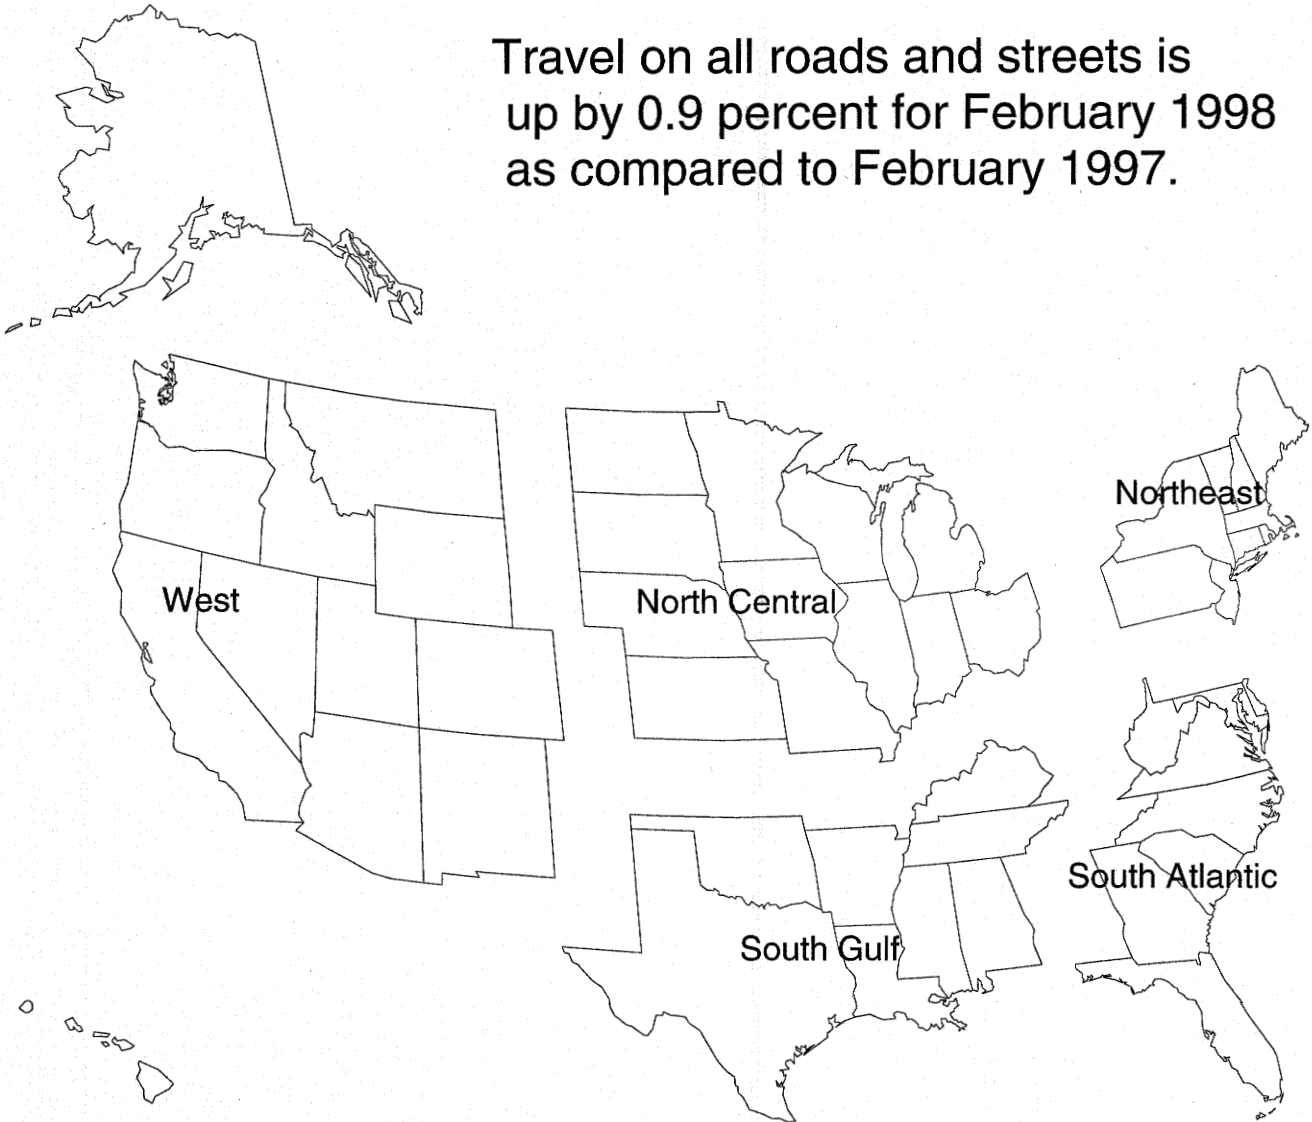 Travel on all roads and streets is
up by 0.9 percent for February 1998
as compared to February 1997.
Northeast
West
North Central
South Atlantic
South Gulf